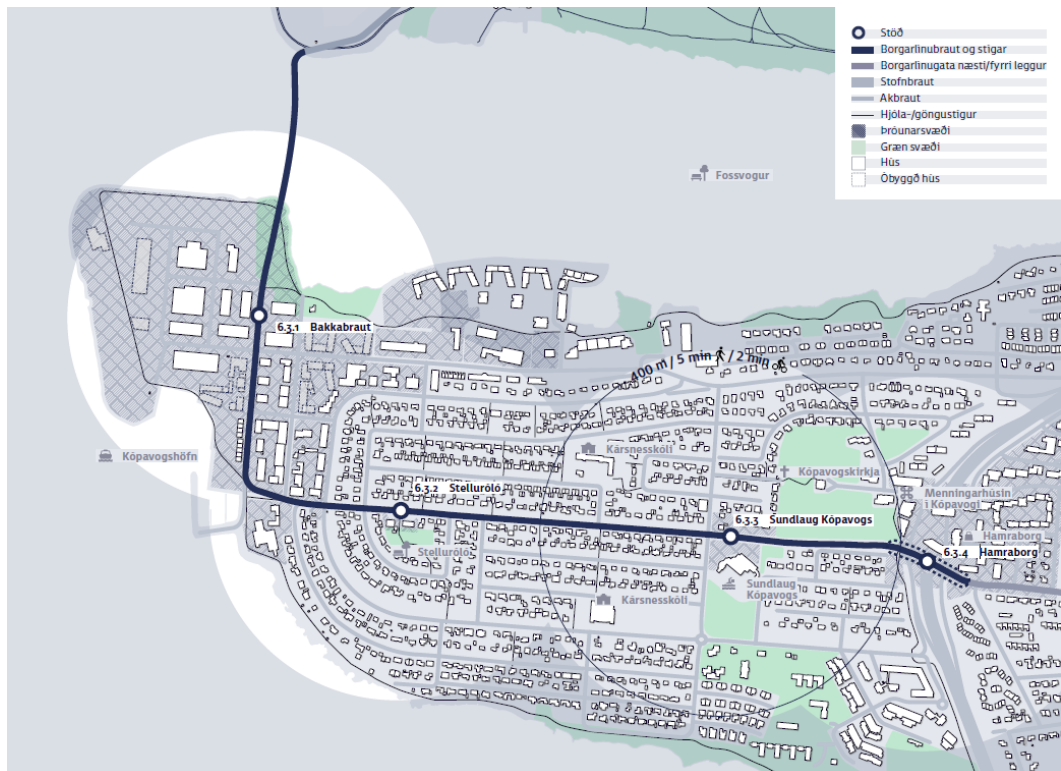 Stöð
Borgarlínubraut og stígar
Borgarlínugata næsti/fyrri leggur
Stofnbraut
Akbraut
Hjóla-/göngustígur
Þróunarsvæði
Græn svæði
Hús
Óbyggð hús
Fossvogur
6.3.1 Bakkabraut
400 m / 5 min / 2 min
Kópavogshöfn
Kársnesskóli
Kópavogskirkja
6.3.2 Stelluróló
Menningarhúsin
í Kópavogi
6.3.3 Sundlaug Kópavogs
Hamraborg
6.3.4 Hamraborg
Stelluróló
Sundlaug
Kópavogs
Kársnesskóli